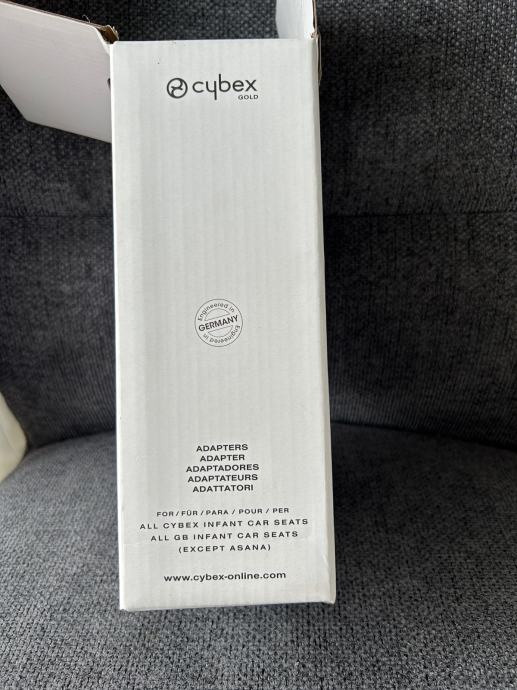 cybex
GOLD
Engineered in
GERMANY
Engineered in
ADAPTERS
ADAPTER
ADAPTADORES
ADAPTATEURS
ADATTATORI
FOR / FÜR / PARA / POUR / PER
ALL CYBEX INFANT CAR SEATS
ALL GB INFANT CAR SEATS
(EXCEPT ASANA)
www.cybex-online.com